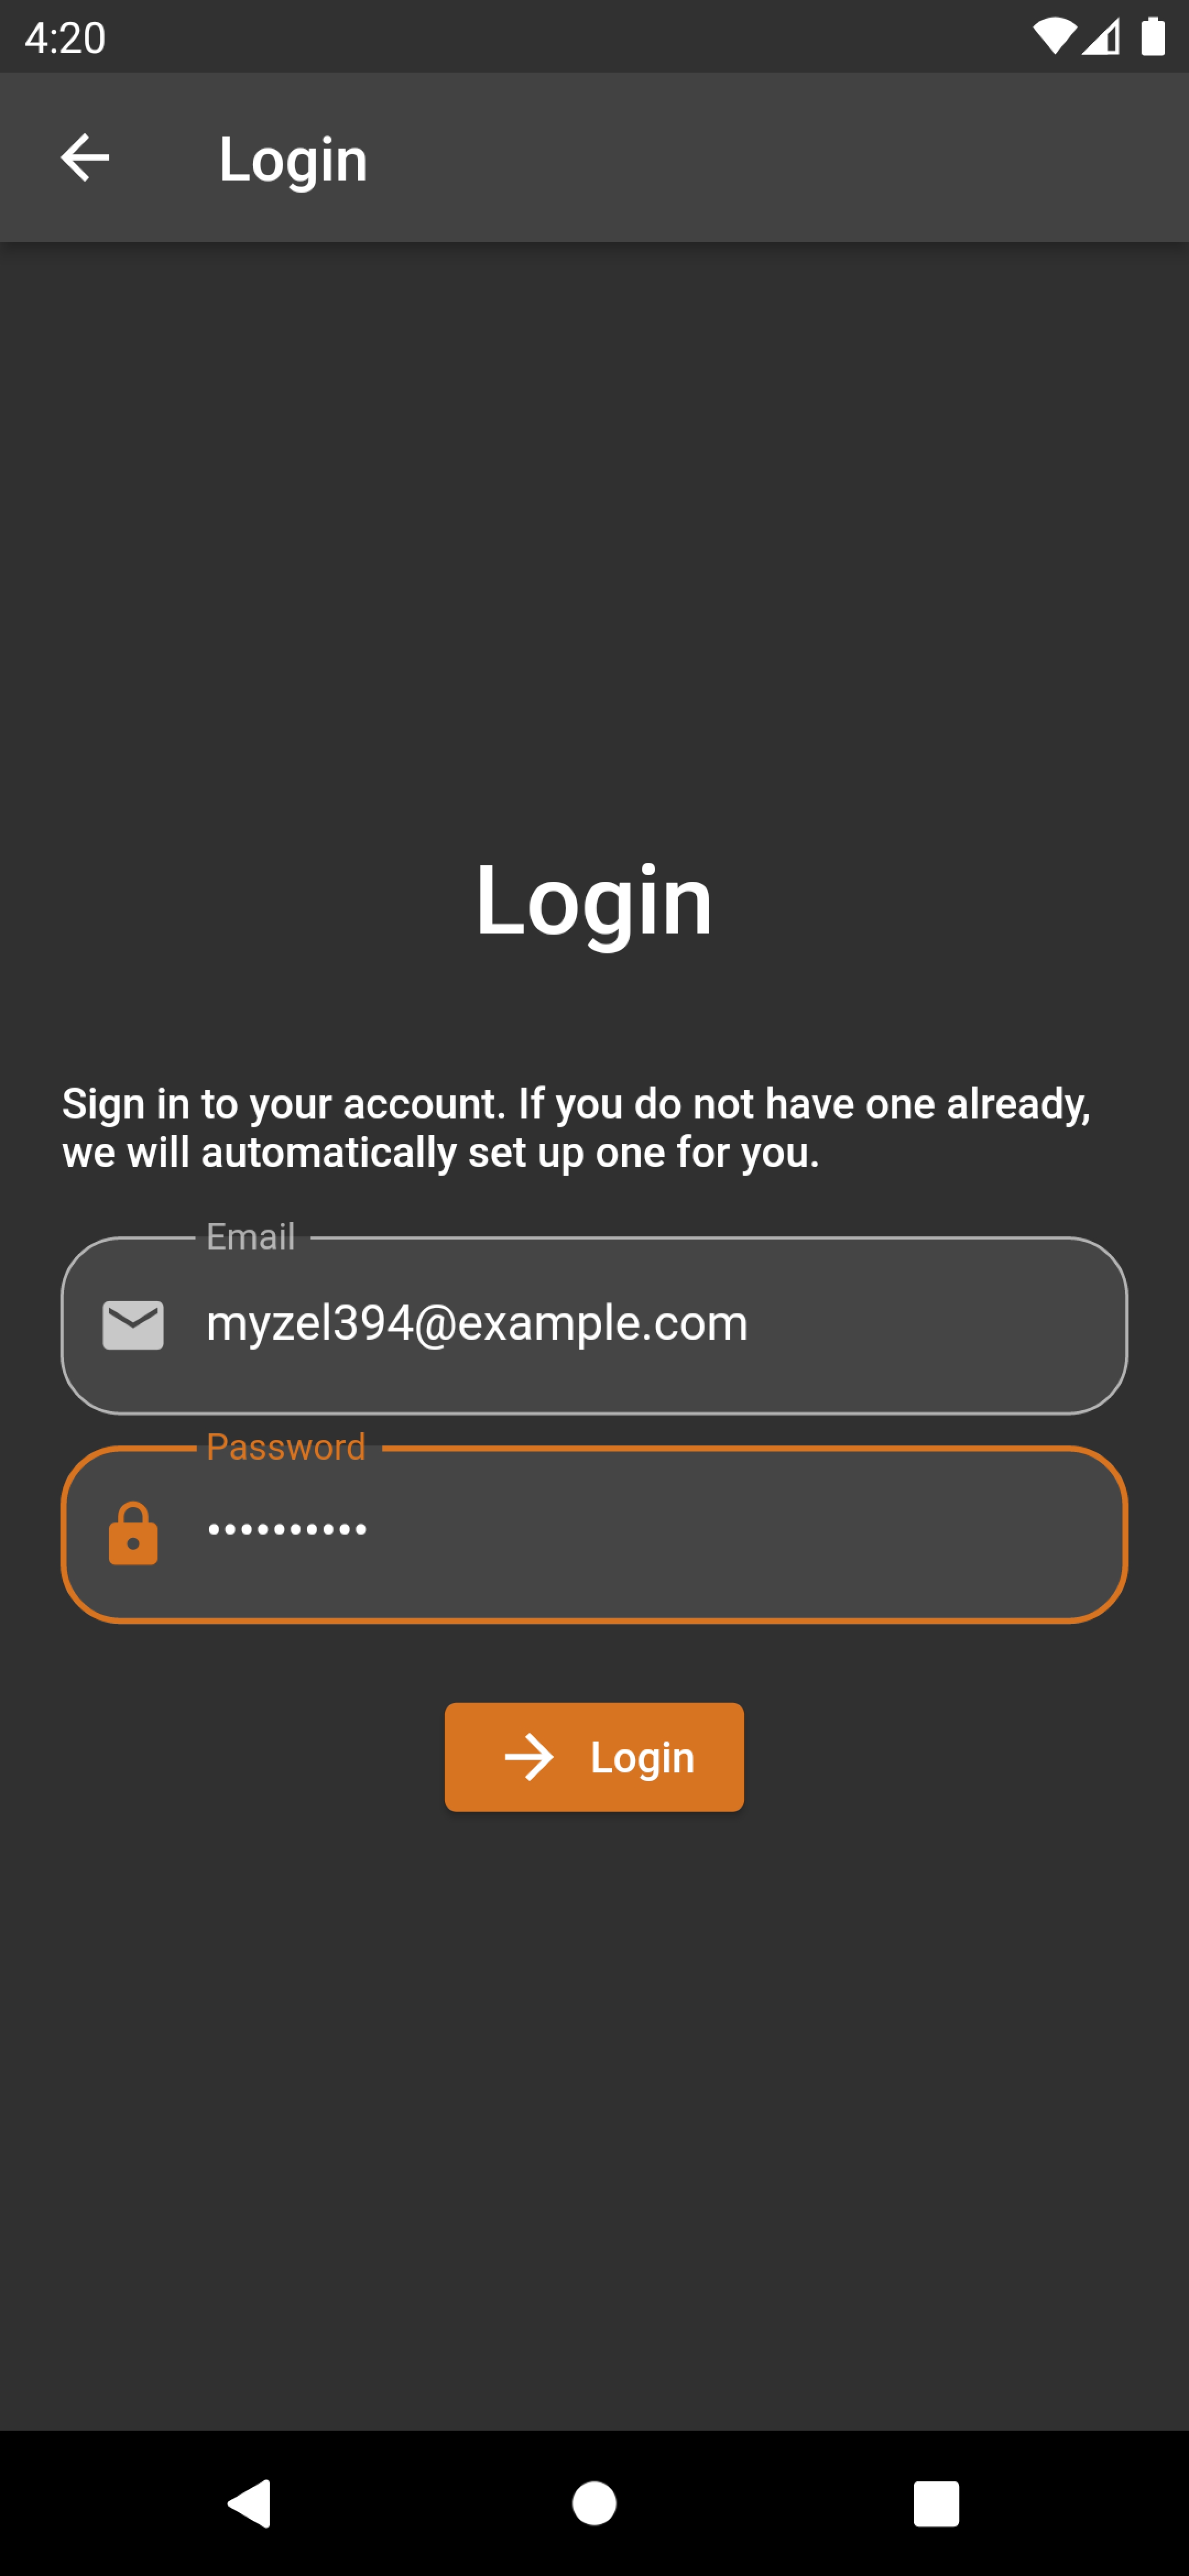 4:20
Login
Login
Sign in to your account. If you do not have one already,
we will automatically set up one for you.
Email
myzel394@example.com
Password
••••••••••
Login